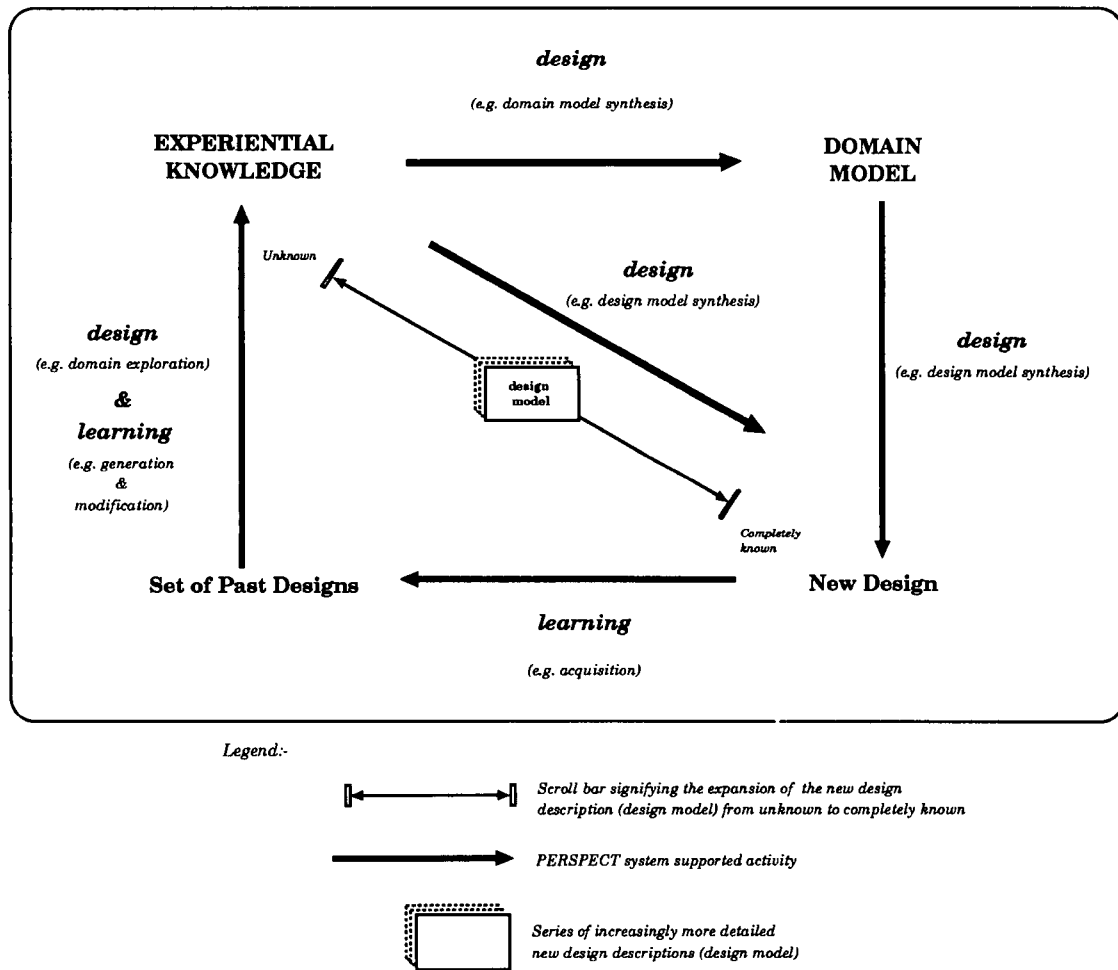 design
(e.g. domain model synthesis)
EXPERIENTIAL
KNOWLEDGE
DOMAIN
MODEL
Unknown
design
(e.g. design model synthesis)
design
(e.g. domain exploration)
&
learning
(e.g. generation
&
modification)
design
model
design
(e.g. design model synthesis)
Completely
known
Set of Past Designs
New Design
learning
(e.g. acquisition)
Legend:-
Scroll bar signifying the expansion of the new design
description (design model) from unknown to completely known
PERSPECT system supported activity
Series of increasingly more detailed
new design descriptions (design model)